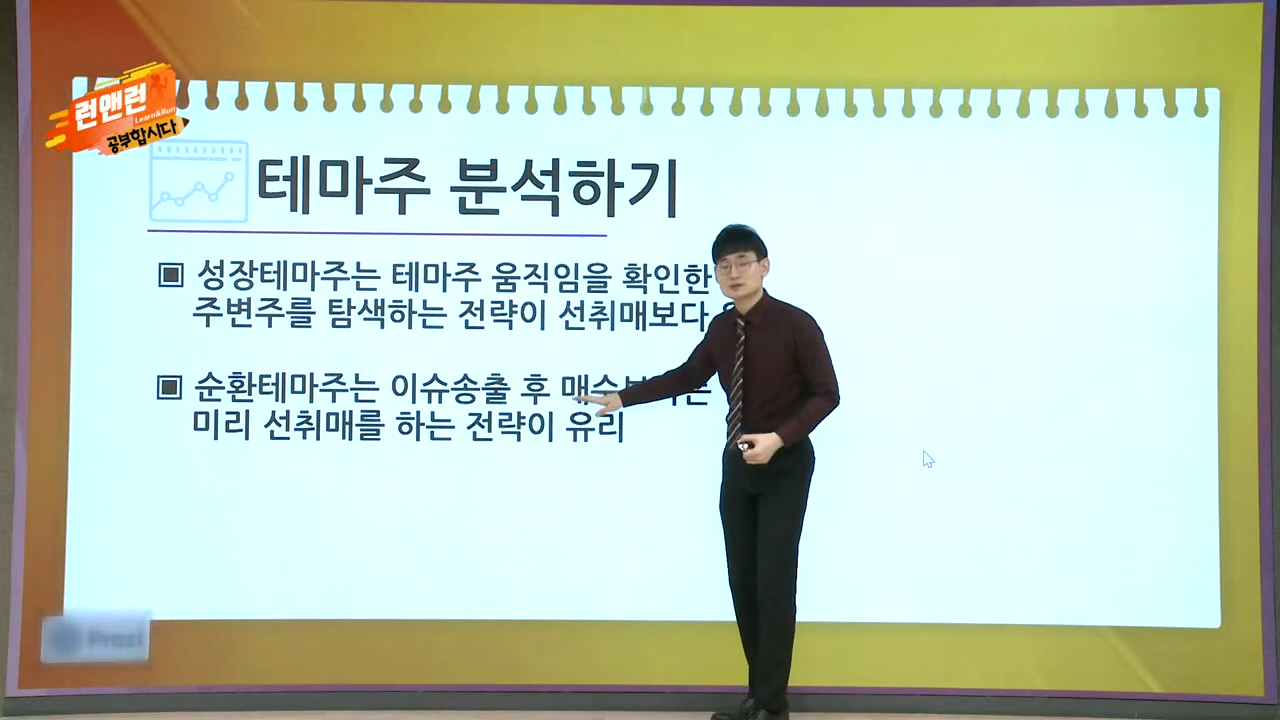 런앤런
Learn&Run
공부합시다
테마주 분석하기
▣ 성장테마주는 테마주 움직임을 확인한
주변주를 탐색하는 전략이 선취매보다
▣ 순환테마주는 이슈송출 후
미리 선취매를 하는 전략이 유리